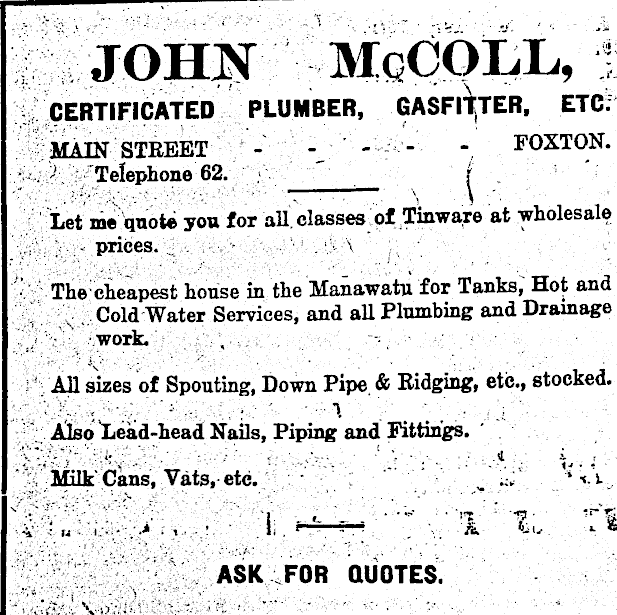 JOHN McCOLL,
CERTIFICATED PLUMBER, GASFITTER, ETC.
MAIN STREET - - - - - FOXTON.
Telephone 62.
Let me quote you for all classes of Tinware at wholesale
prices.
The cheapest house in the Manawatu for Tanks, Hot and
Cold Water Services, and all Plumbing and Drainage
work.
All sizes of Spouting, Down Pipe & Ridging, etc., stocked.
Also Lead-head Nails, Piping and Fittings.
Milk Cans, Vats, etc.
ASK FOR QUOTES.